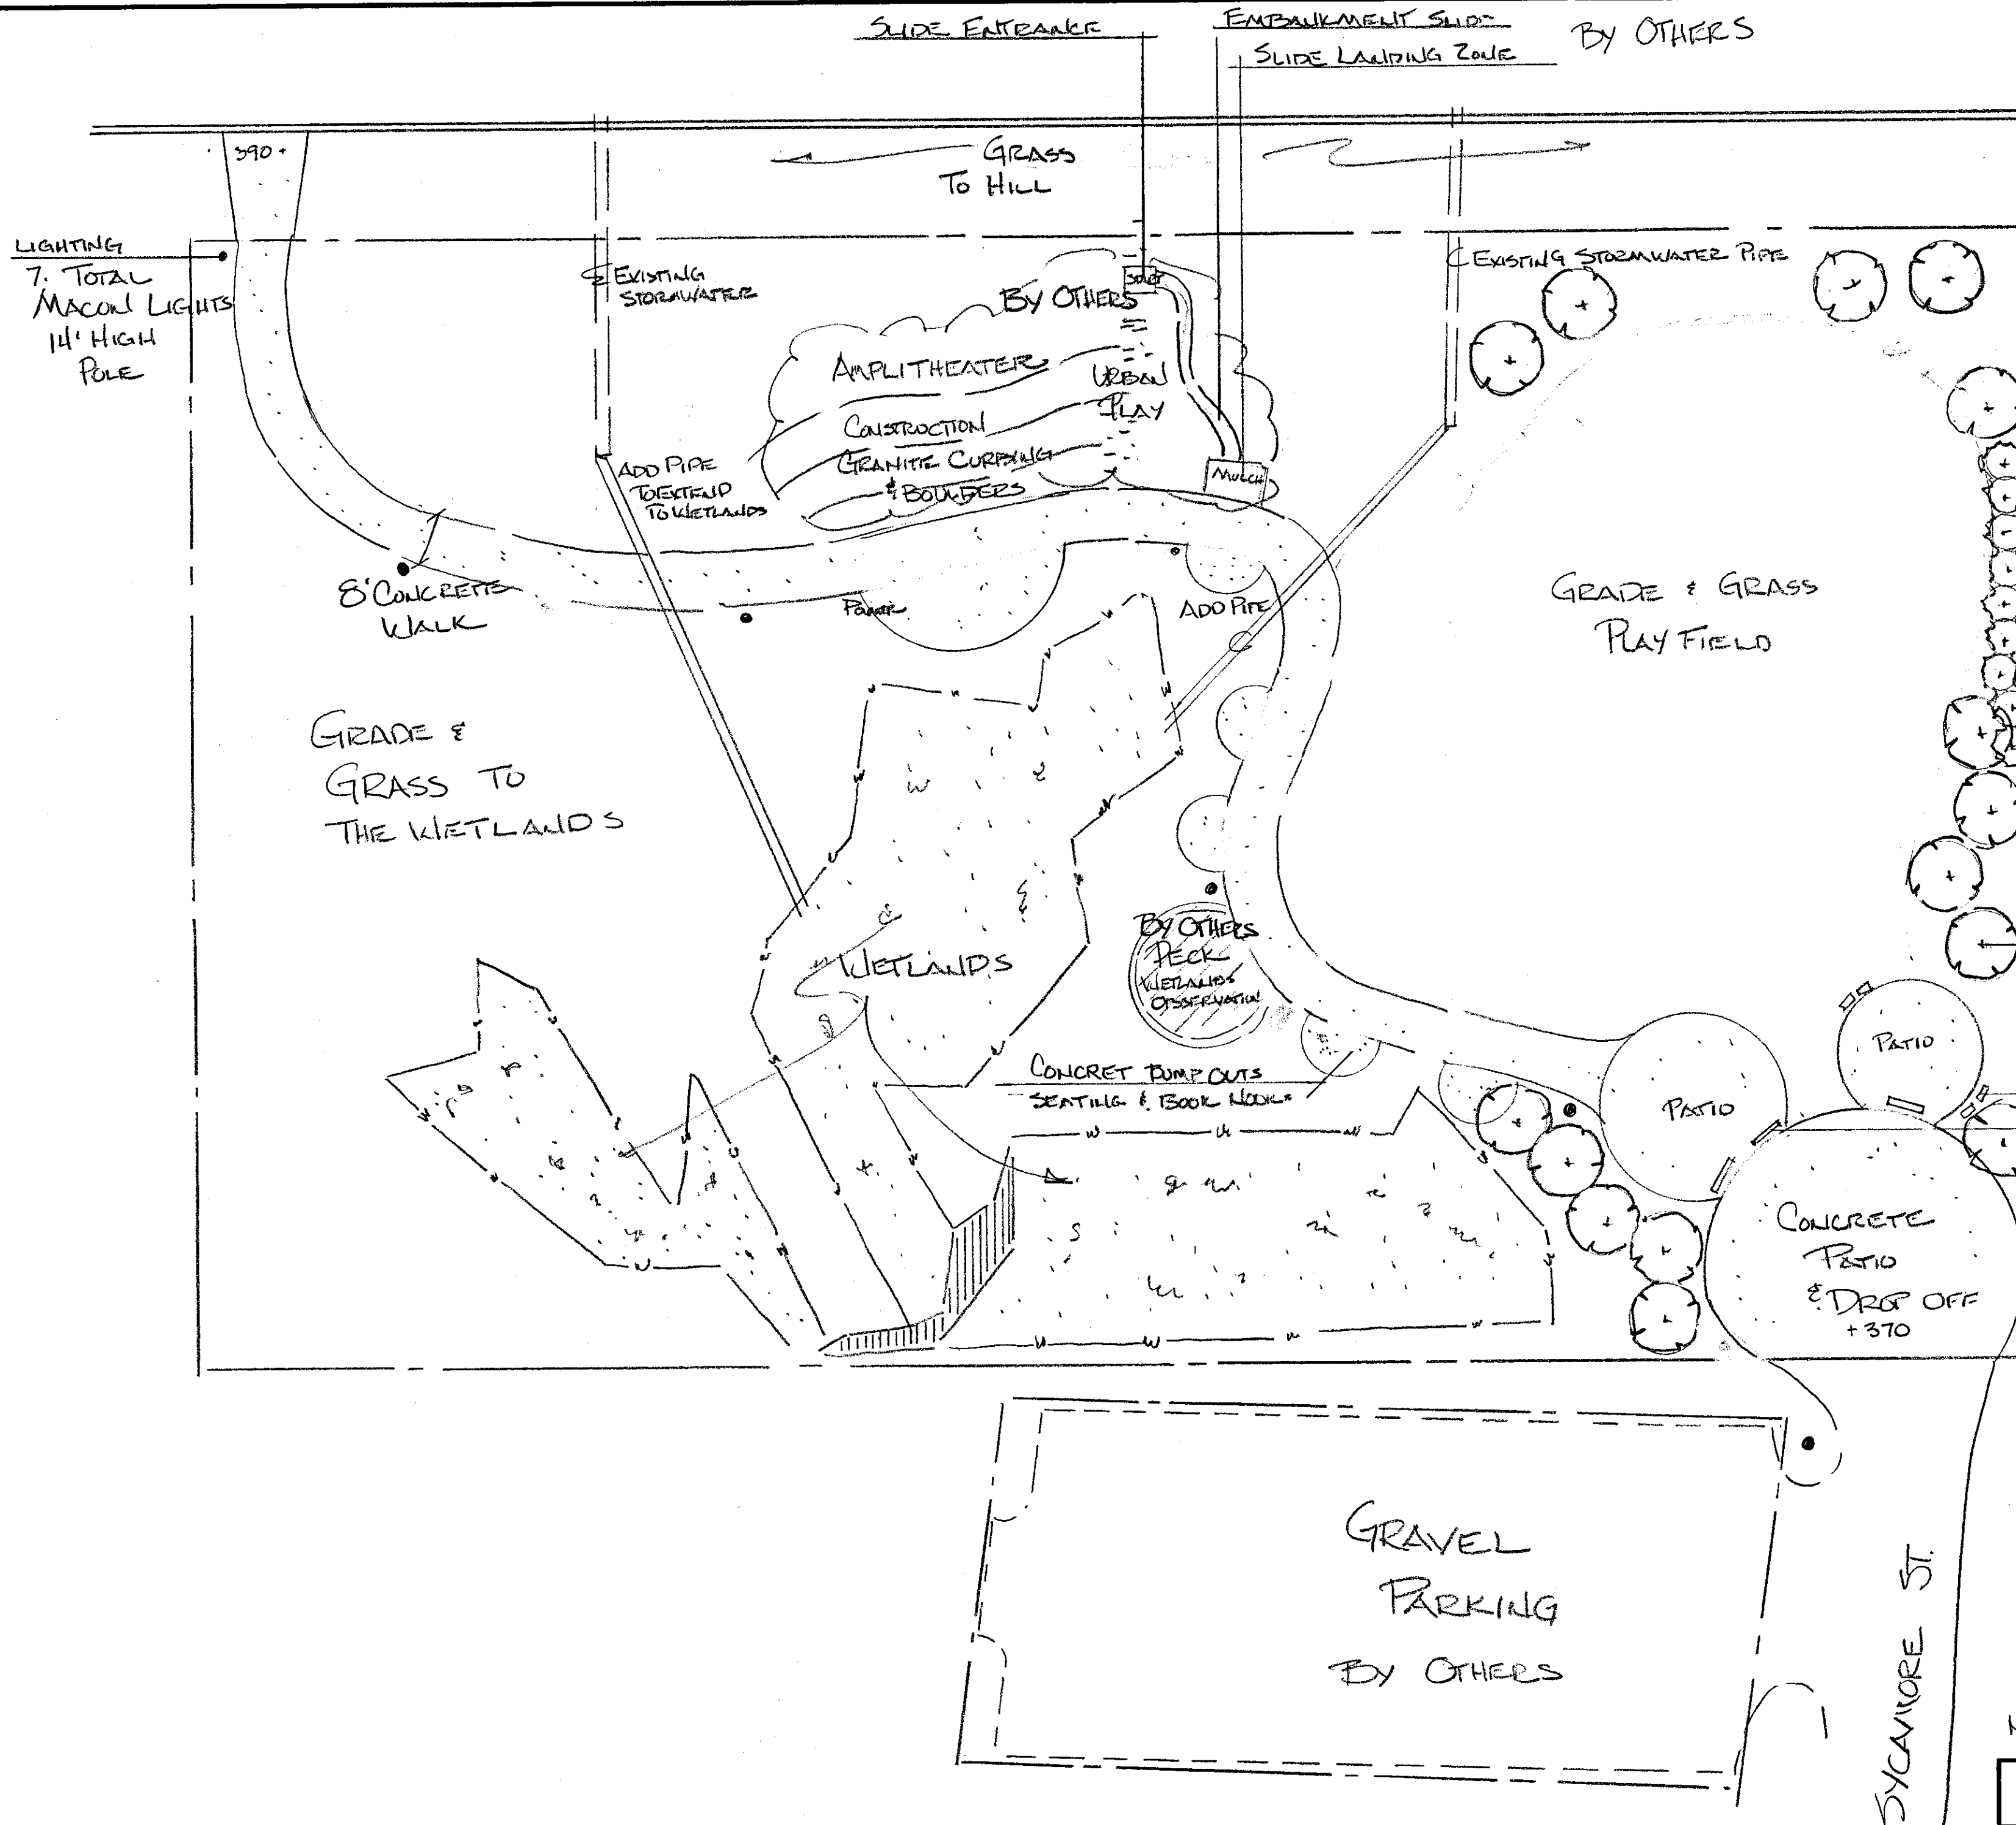 SLIDE ENTRANCE
EMBANKMENT SLIDE
SLIDE LANDING ZONE
BY OTHERS
390+
GRASS
TO HILL
LIGHTING
7. TOTAL
MACON LIGHTS
14' HIGH
POLE
EXISTING
STORMWATER
BY OTHERS
EXISTING STORMWATER PIPE
AMPLITHEATER
URBAN
PLAY
CONSTRUCTION
GRANITE CURBING
& BOULDERS
MULCH
ADD PIPE
TO EXTEND
TO WETLANDS
8' CONCRETE
WALK
POWER
ADD PIPE
GRADE & GRASS
PLAY FIELD
GRADE &
GRASS TO
THE WETLANDS
WETLANDS
BY OTHERS
DECK
WETLANDS
OBSERVATION
CONCRET BUMP OUTS
SEATING & BOOK NOOKS
PATIO
PATIO
CONCRETE
PATIO
& DROP OFF
+370
GRAVEL
PARKING
BY OTHERS
SYCAMORE ST.